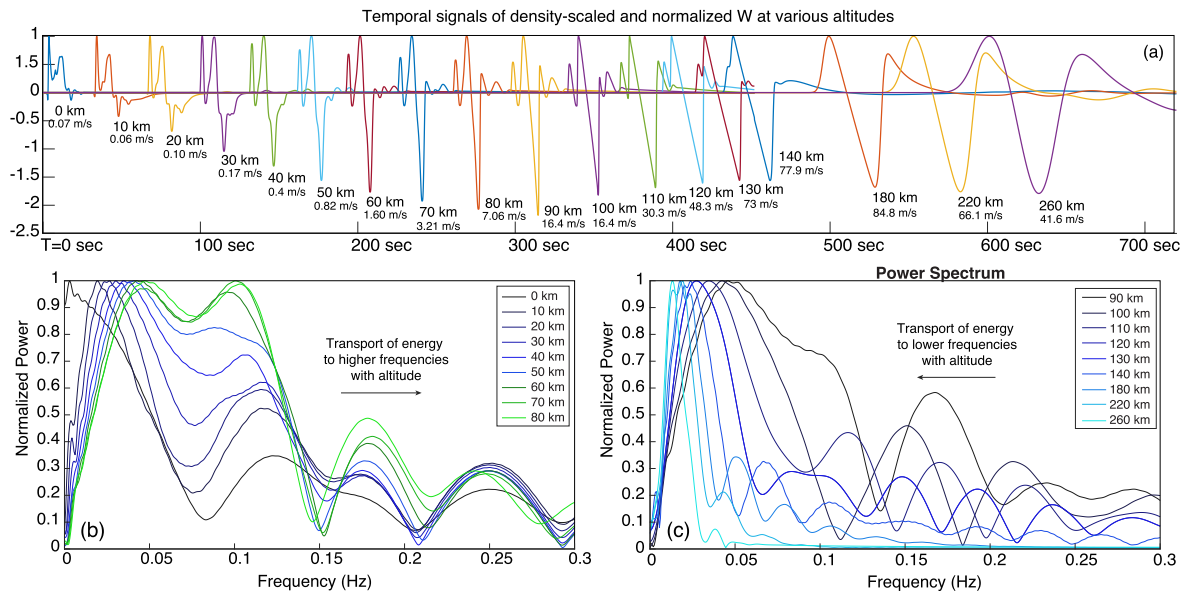 Temporal signals of density-scaled and normalized W at various altitudes
(a)
1
1.5
1
0
-0.5
-1
-1.5
-2
-2.5
0 km
0.07 m/s
10 km
0.06 m/s
20 km
0.10 m/s
30 km
0.17 m/s
40 km
0.4 m/s
50 km
0.82 m/s
60 km
1.60 m/s
70 km
3.21 m/s
80 km
7.06 m/s
90 km
16.4 m/s
100 km
16.4 m/s
110 km
30.3 m/s
120 km
48.3 m/s
130 km
73 m/s
140 km
77.9 m/s
180 km
84.8 m/s
220 km
66.1 m/s
260 km
41.6 m/s
T=0 sec
100 sec
200 sec
300 sec
400 sec
500 sec
600 sec
700 sec
Normalized Power
1
0.9
0.8
0.7
0.6
0.5
0.4
0.3
0.2
0.1
0
(b)
Transport of energy
to higher frequencies
with altitude
0 km
10 km
20 km
30 km
40 km
50 km
60 km
70 km
80 km
0
0.05
0.1
0.15
0.2
0.25
0.3
Frequency (Hz)
Power Spectrum
Normalized Power
1
0.9
0.8
0.7
0.6
0.5
0.4
0.3
0.2
0.1
0
(c)
Transport of energy
to lower frequencies
with altitude
90 km
100 km
110 km
120 km
130 km
140 km
180 km
220 km
260 km
0
0.05
0.1
0.15
0.2
0.25
0.3
Frequency (Hz)